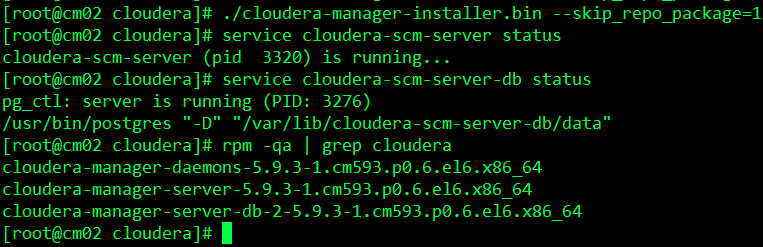 [root@cm02 cloudera]# ./cloudera-manager-installer.bin --skip_repo_package=1
[root@cm02 cloudera]# service cloudera-scm-server status
cloudera-scm-server (pid  3320) is running...
[root@cm02 cloudera]# service cloudera-scm-server-db status
pg_ctl: server is running (PID: 3276)
/usr/bin/postgres "-D" "/var/lib/cloudera-scm-server-db/data"
[root@cm02 cloudera]# rpm -qa | grep cloudera
cloudera-manager-daemons-5.9.3-1.cm593.p0.6.el6.x86_64
cloudera-manager-server-5.9.3-1.cm593.p0.6.el6.x86_64
cloudera-manager-server-db-2-5.9.3-1.cm593.p0.6.el6.x86_64
[root@cm02 cloudera]#